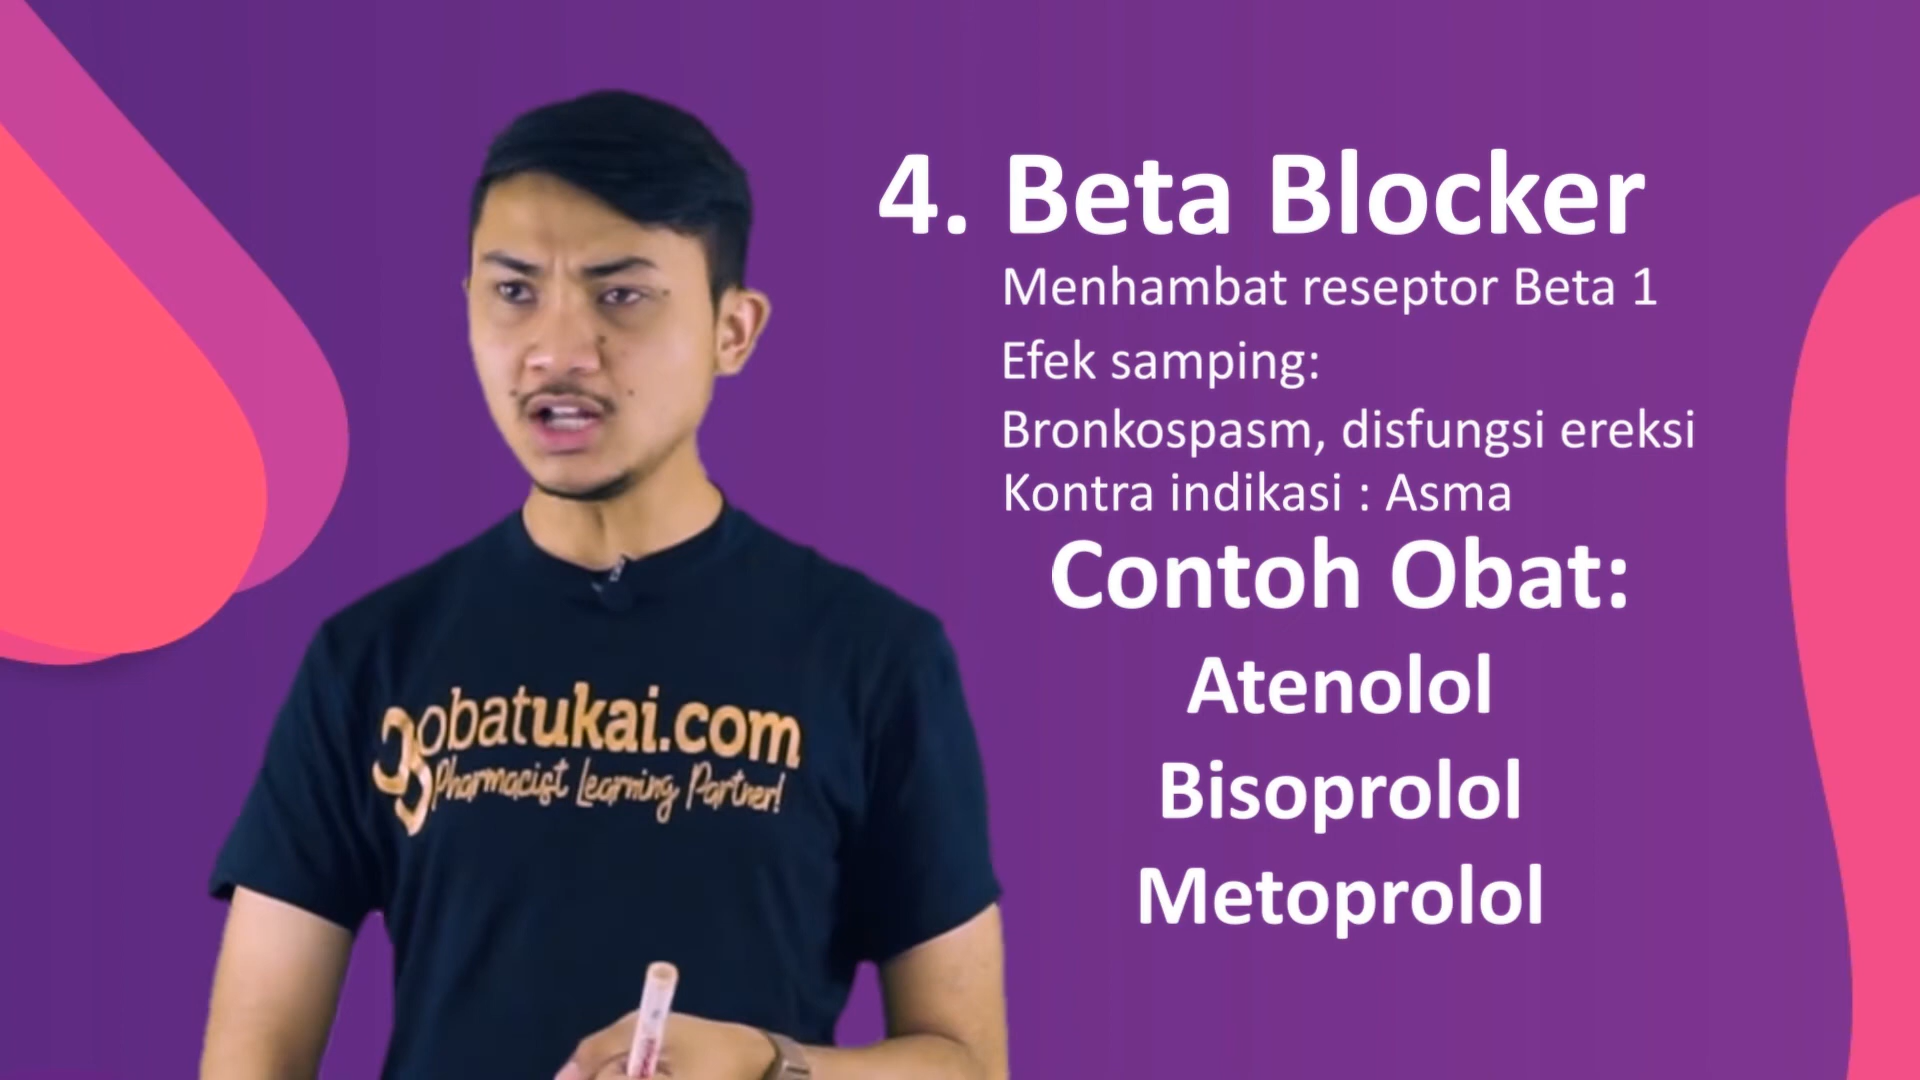 4. Beta Blocker
Menhambat reseptor Beta 1
Efek samping:
Bronkospasm, disfungsi ereksi
Kontra indikasi : Asma
Contoh Obat:
Atenolol
Bisoprolol
Metoprolol
obatukai.com
Pharmacist Learning Partner!